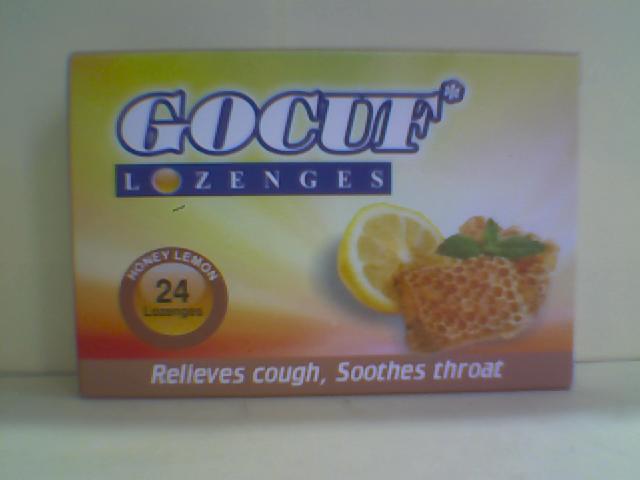 GOCUF*
LOZENGES
HONEY LEMON
24
Lozenges
Relieves cough, Soothes throat